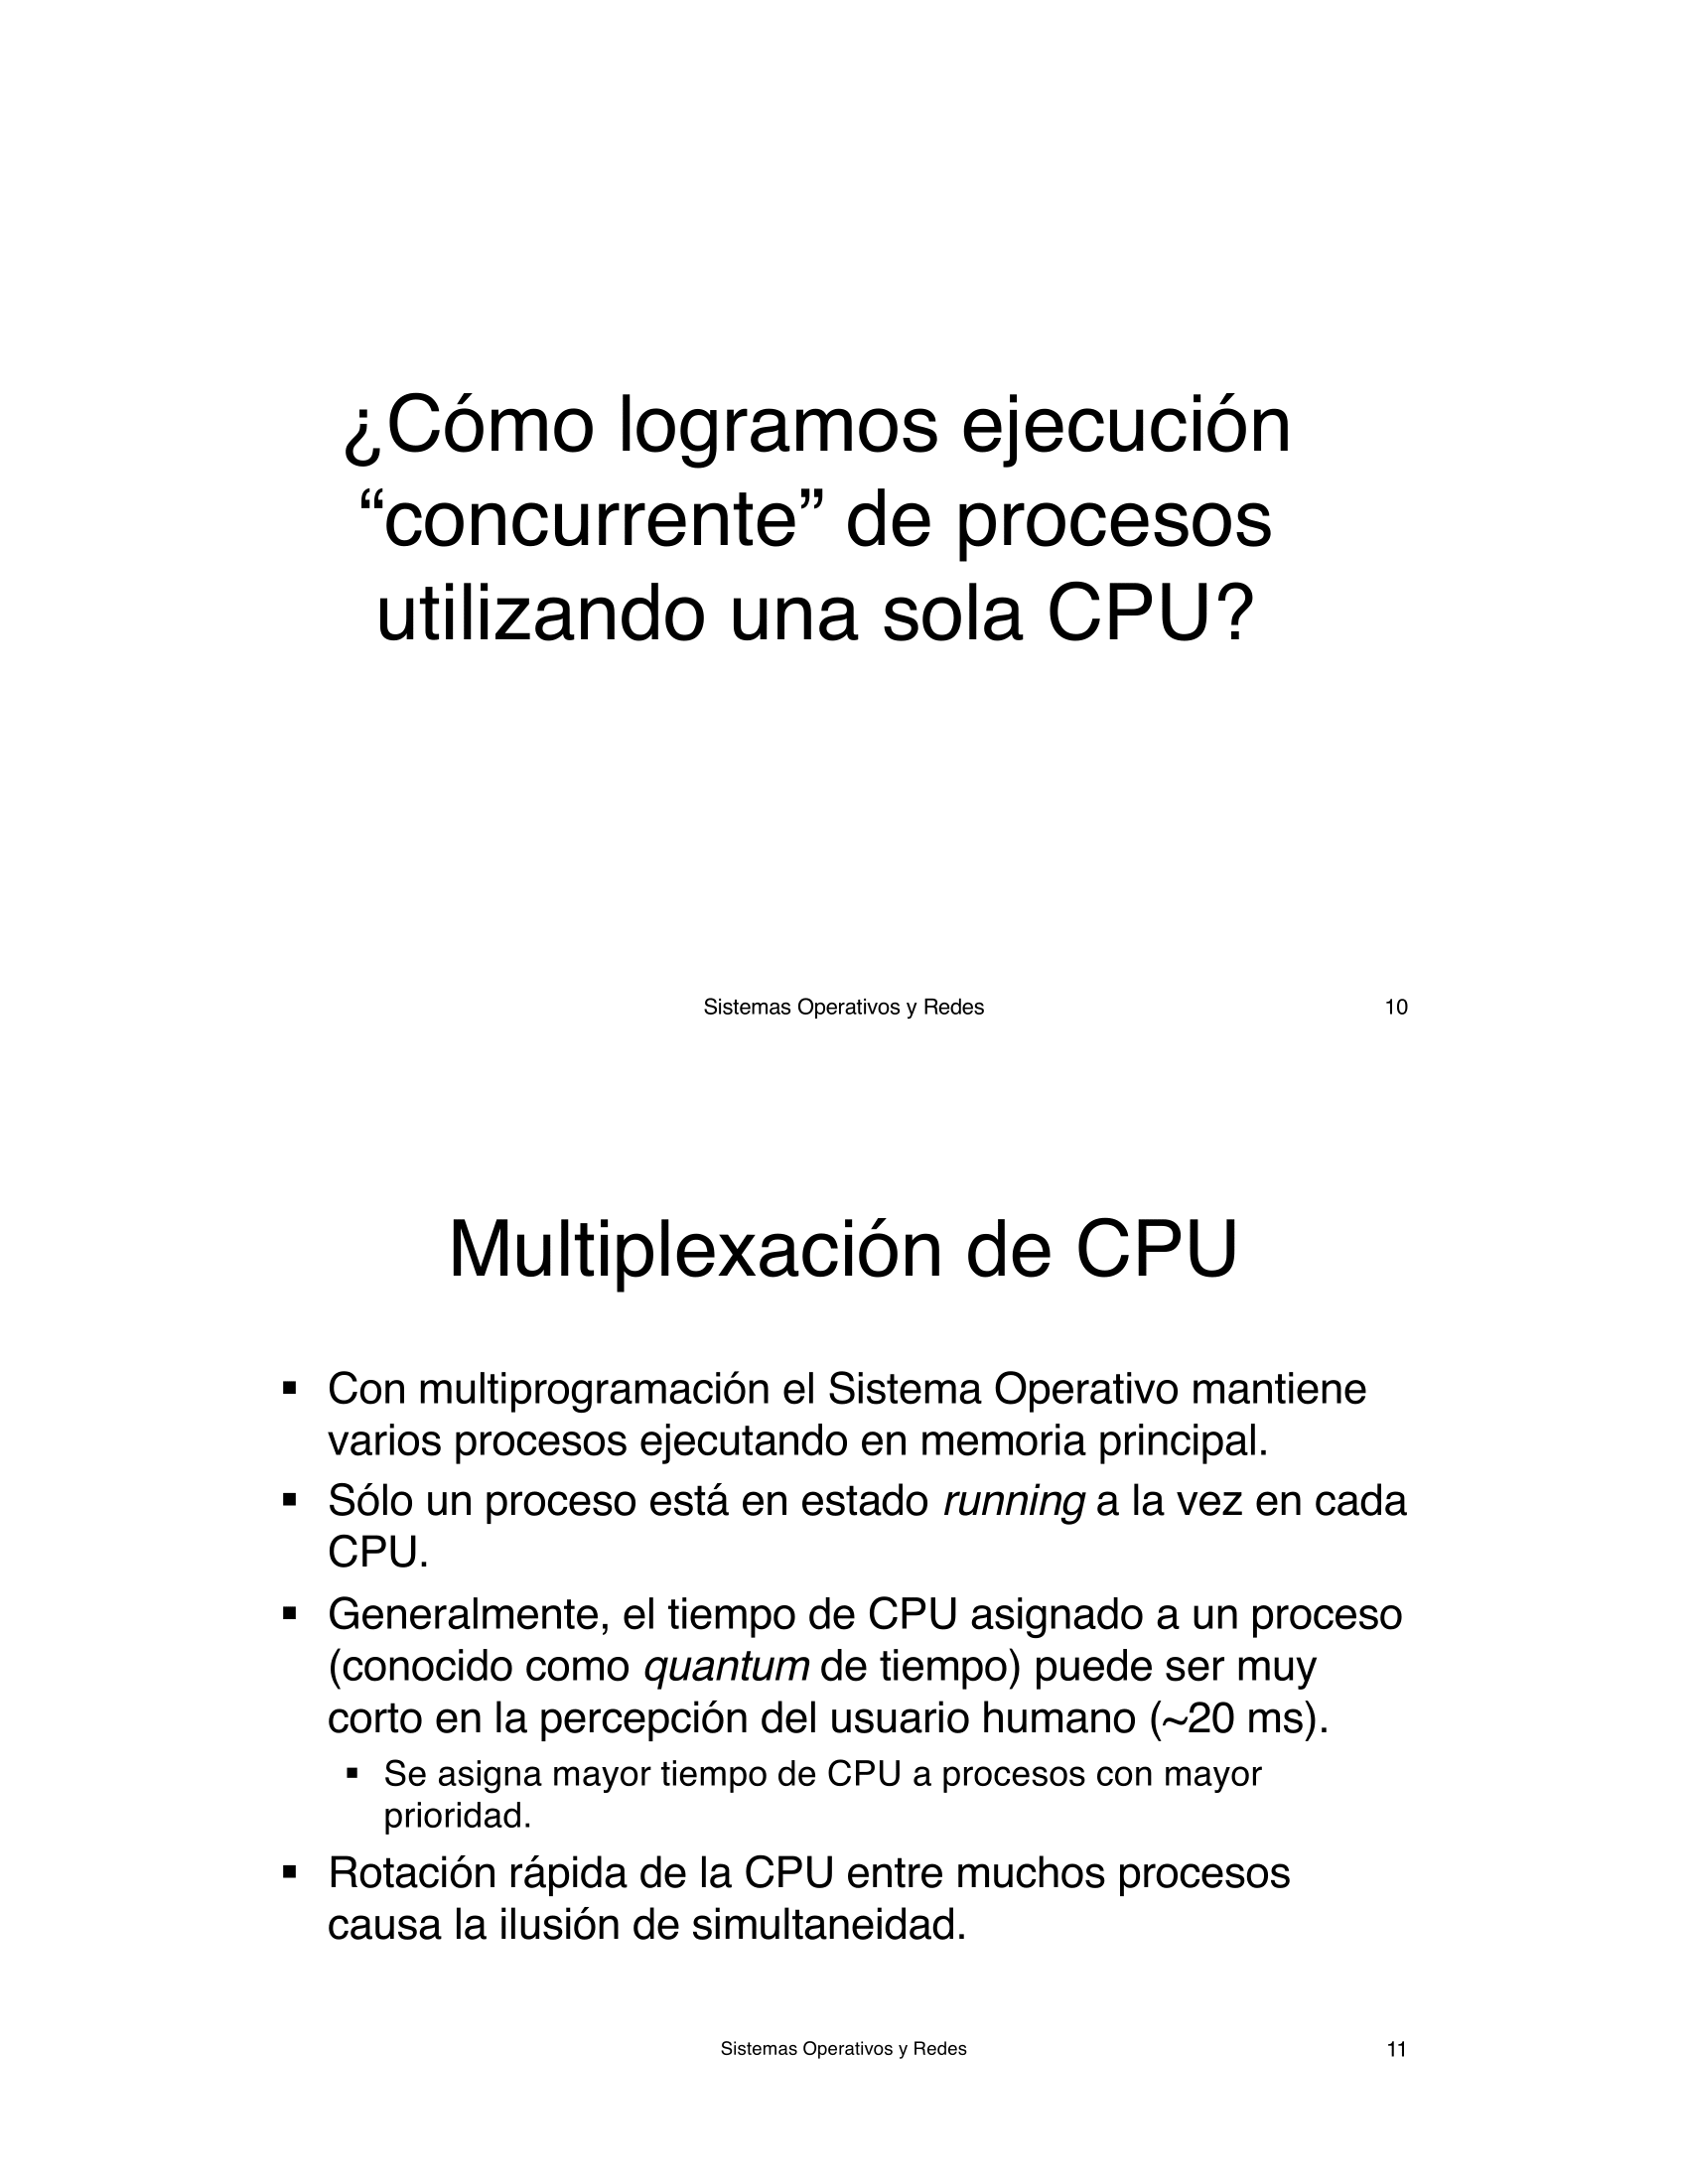 ¿Cómo logramos ejecución
“concurrente” de procesos
utilizando una sola CPU?
Sistemas Operativos y Redes 10
Multiplexación de CPU
▪ Con multiprogramación el Sistema Operativo mantiene
varios procesos ejecutando en memoria principal.
▪ Sólo un proceso está en estado running a la vez en cada
CPU.
▪ Generalmente, el tiempo de CPU asignado a un proceso
(conocido como quantum de tiempo) puede ser muy
corto en la percepción del usuario humano (~20 ms).
▪ Se asigna mayor tiempo de CPU a procesos con mayor
prioridad.
▪ Rotación rápida de la CPU entre muchos procesos
causa la ilusión de simultaneidad.
Sistemas Operativos y Redes 11